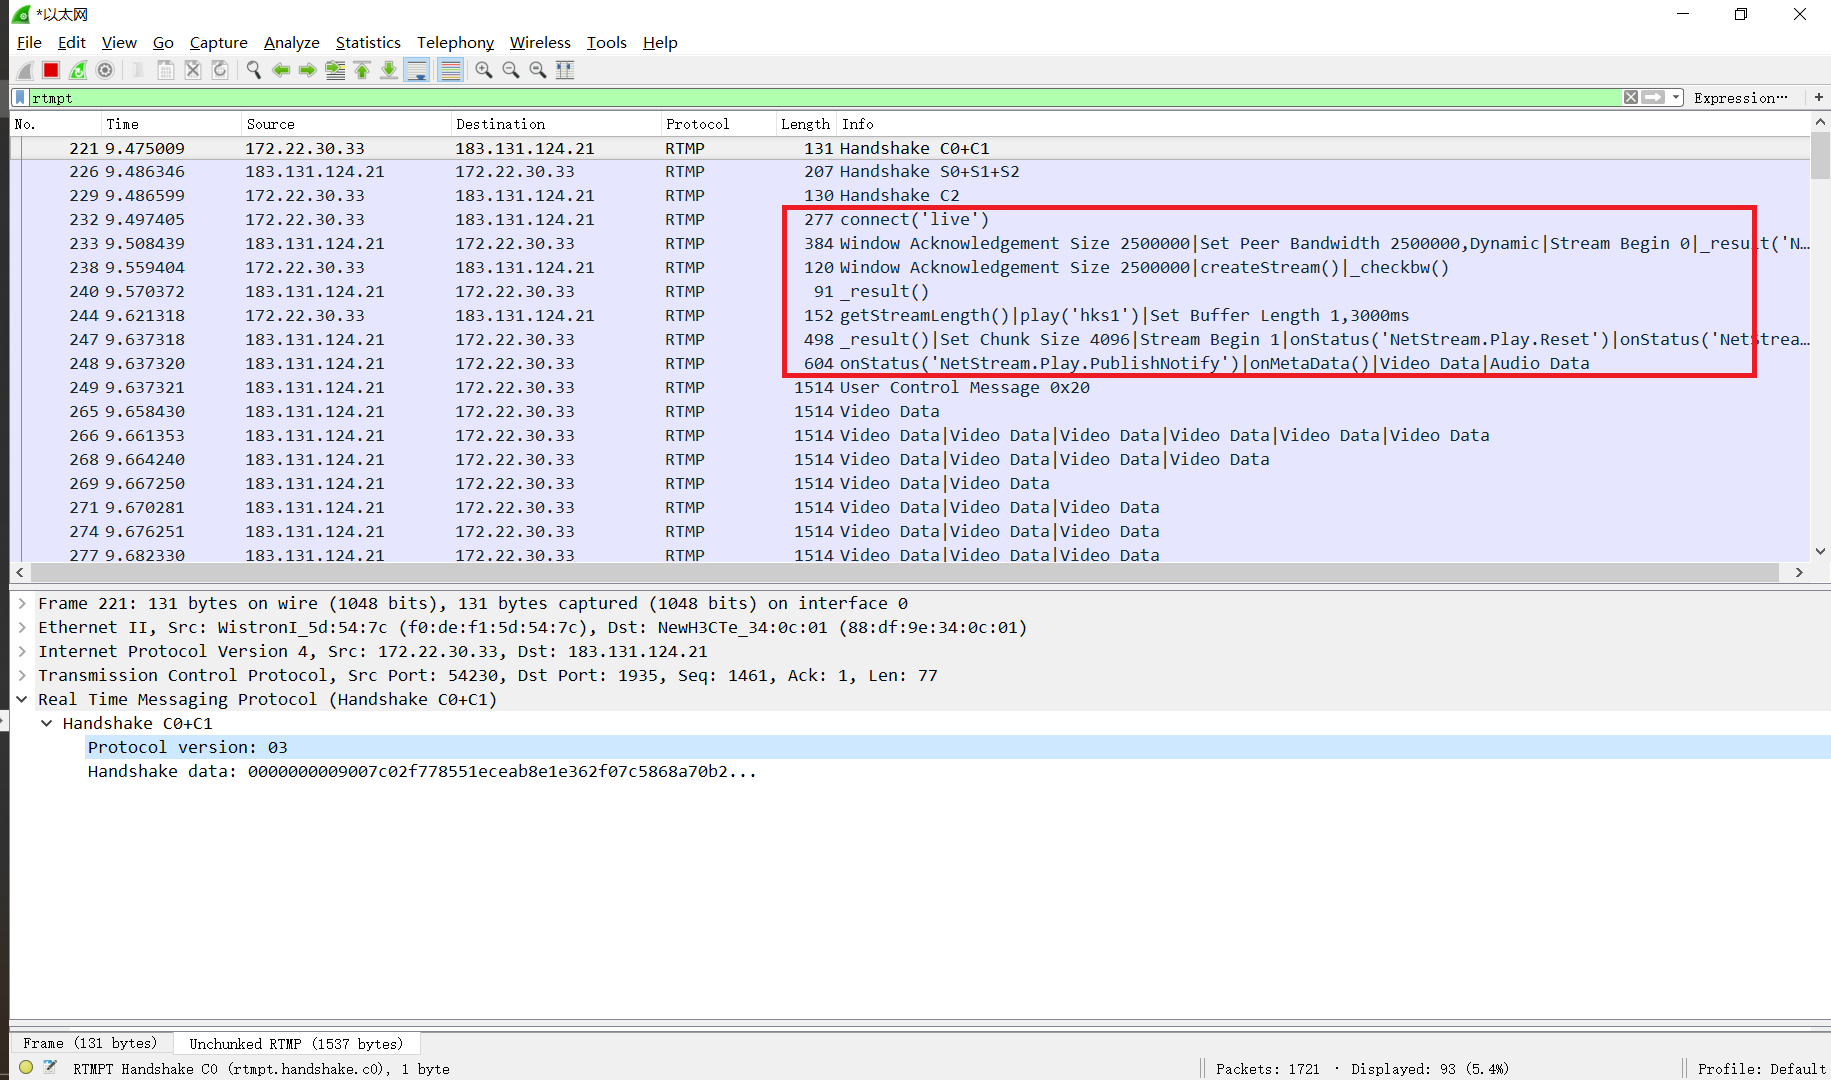 *以太网
File Edit View Go Capture Analyze Statistics Telephony Wireless Tools Help
rtmpt Expression… +
No. Time Source Destination Protocol Length Info
221 9.475009 172.22.30.33 183.131.124.21 RTMP 131 Handshake C0+C1
226 9.486346 183.131.124.21 172.22.30.33 RTMP 207 Handshake S0+S1+S2
229 9.486599 172.22.30.33 183.131.124.21 RTMP 130 Handshake C2
232 9.497405 172.22.30.33 183.131.124.21 RTMP 277 connect('live')
233 9.508439 183.131.124.21 172.22.30.33 RTMP 384 Window Acknowledgement Size 2500000|Set Peer Bandwidth 2500000,Dynamic|Stream Begin 0|_result('N…
238 9.559404 172.22.30.33 183.131.124.21 RTMP 120 Window Acknowledgement Size 2500000|createStream()|_checkbw()
240 9.570372 183.131.124.21 172.22.30.33 RTMP 91 _result()
244 9.621318 172.22.30.33 183.131.124.21 RTMP 152 getStreamLength()|play('hks1')|Set Buffer Length 1,3000ms
247 9.637318 183.131.124.21 172.22.30.33 RTMP 498 _result()|Set Chunk Size 4096|Stream Begin 1|onStatus('NetStream.Play.Reset')|onStatus('NetStrea…
248 9.637320 183.131.124.21 172.22.30.33 RTMP 604 onStatus('NetStream.Play.PublishNotify')|onMetaData()|Video Data|Audio Data
249 9.637321 183.131.124.21 172.22.30.33 RTMP 1514 User Control Message 0x20
265 9.658430 183.131.124.21 172.22.30.33 RTMP 1514 Video Data
266 9.661353 183.131.124.21 172.22.30.33 RTMP 1514 Video Data|Video Data|Video Data|Video Data|Video Data|Video Data
268 9.664240 183.131.124.21 172.22.30.33 RTMP 1514 Video Data|Video Data|Video Data|Video Data
269 9.667250 183.131.124.21 172.22.30.33 RTMP 1514 Video Data|Video Data
271 9.670281 183.131.124.21 172.22.30.33 RTMP 1514 Video Data|Video Data|Video Data
274 9.676251 183.131.124.21 172.22.30.33 RTMP 1514 Video Data|Video Data|Video Data
277 9.682330 183.131.124.21 172.22.30.33 RTMP 1514 Video Data|Video Data|Video Data
Frame 221: 131 bytes on wire (1048 bits), 131 bytes captured (1048 bits) on interface 0
Ethernet II, Src: WistronI_5d:54:7c (f0:de:f1:5d:54:7c), Dst: NewH3CTe_34:0c:01 (88:df:9e:34:0c:01)
Internet Protocol Version 4, Src: 172.22.30.33, Dst: 183.131.124.21
Transmission Control Protocol, Src Port: 54230, Dst Port: 1935, Seq: 1461, Ack: 1, Len: 77
Real Time Messaging Protocol (Handshake C0+C1)
Handshake C0+C1
Protocol version: 03
Handshake data: 0000000009007c02f778551eceab8e1e362f07c5868a70b2...
Frame (131 bytes) Unchunked RTMP (1537 bytes)
RTMPT Handshake C0 (rtmpt.handshake.c0), 1 byte Packets: 1721 · Displayed: 93 (5.4%) Profile: Default